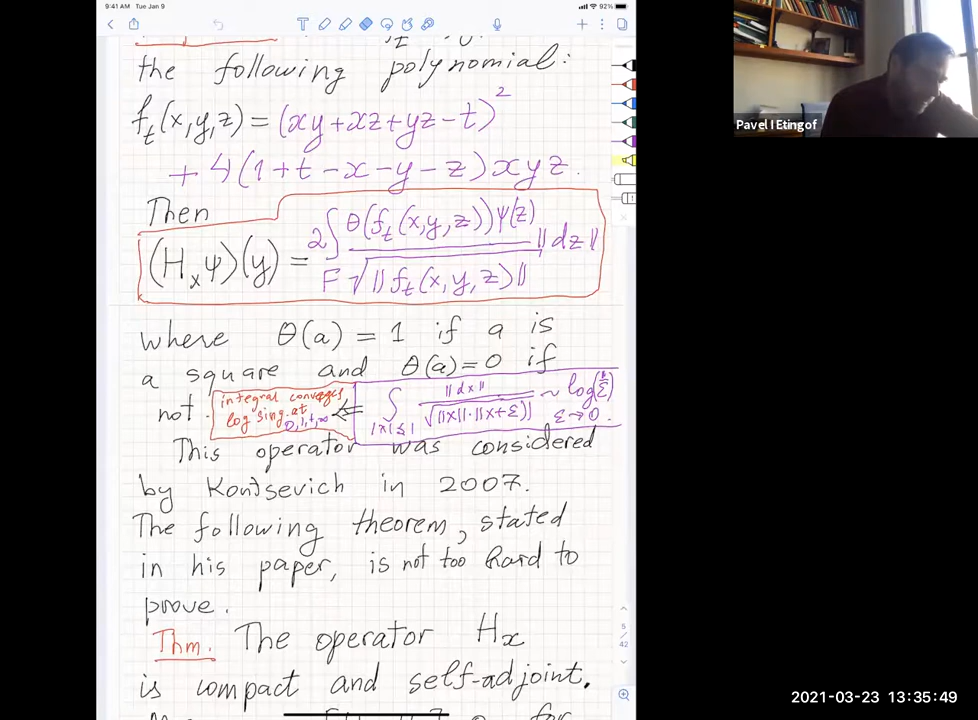 9:41 AM Tue Jan 9
92%
the following polynomial:
f_t(x,y,z) = (xy+xz+yz-t)^2
+ 4(1+t-x-y-z)xyz.
Then
(H_xψ)(y) = 2∫_F θ(f_t(x,y,z))ψ(z) / √‖f_t(x,y,z)‖ ‖dz‖
where θ(a) = 1 if a is
a square and θ(a)=0 if
not. integral converges, log sing. at 0,1,t,∞ ⇐ ∫_{|x|≤1} ‖dx‖ / √(‖x‖·‖x+ε‖) ~ log(1/ε) ε→0.
This operator was considered
by Kontsevich in 2007.
The following theorem, stated
in his paper, is not too hard to
prove.
Thm. The operator H_x
is compact and self-adjoint.
for
5/42
Pavel I Etingof
2021-03-23 13:35:49